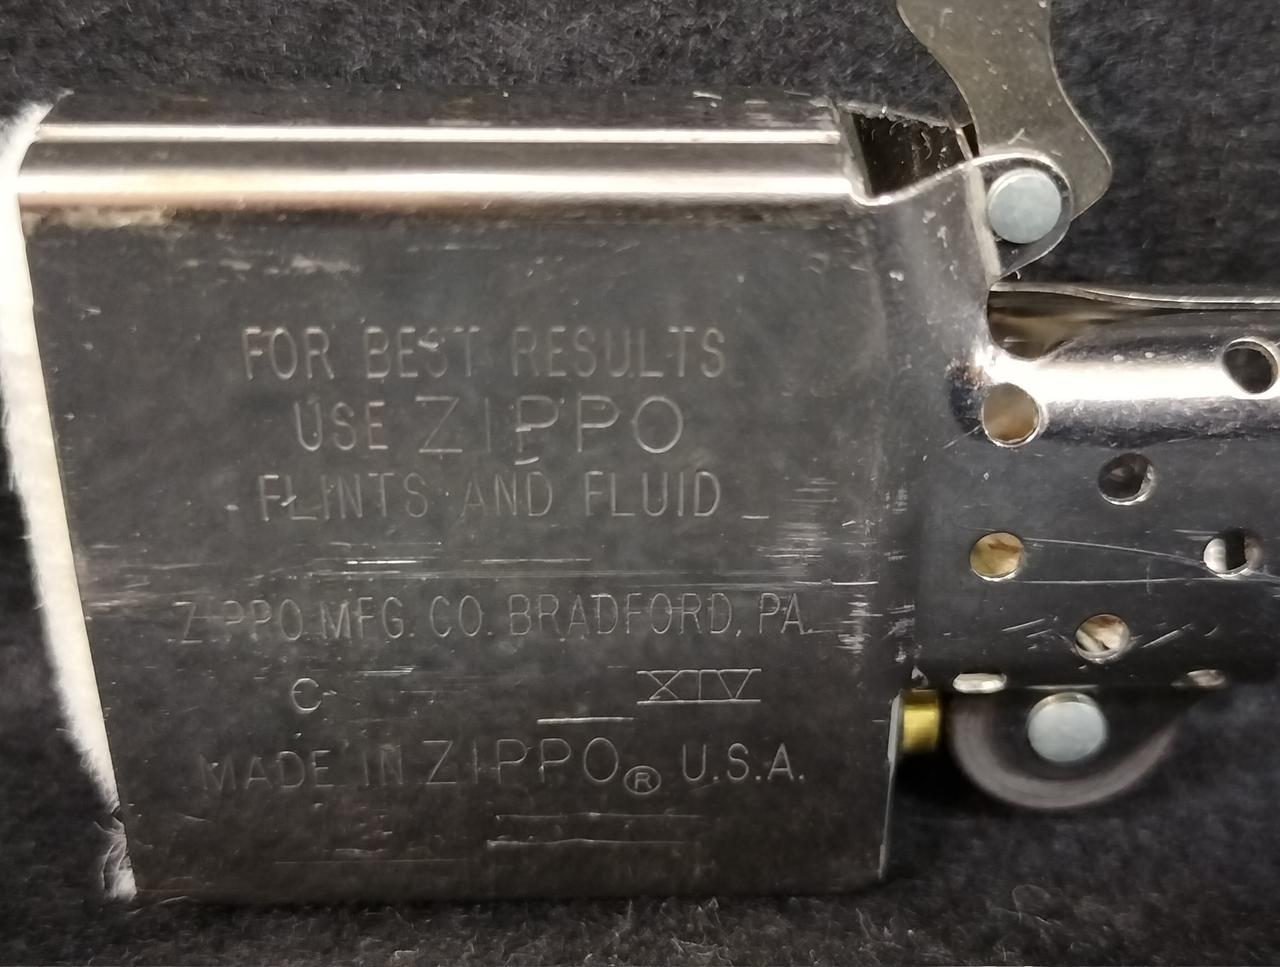 FOR BEST RESULTS
USE ZIPPO
FLINTS AND FLUID
ZIPPO MFG. CO. BRADFORD, PA.
C XIV
MADE IN ZIPPO® U.S.A.